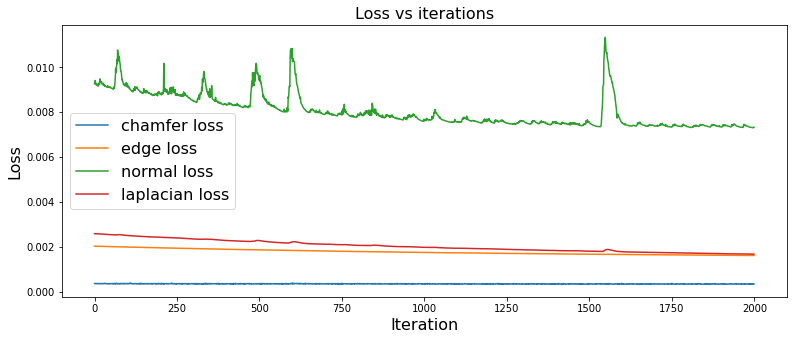 Loss vs iterations
Loss
0.010
0.008
0.006
0.004
0.002
0.000
chamfer loss
edge loss
normal loss
laplacian loss
0
250
500
750
1000
1250
1500
1750
2000
Iteration